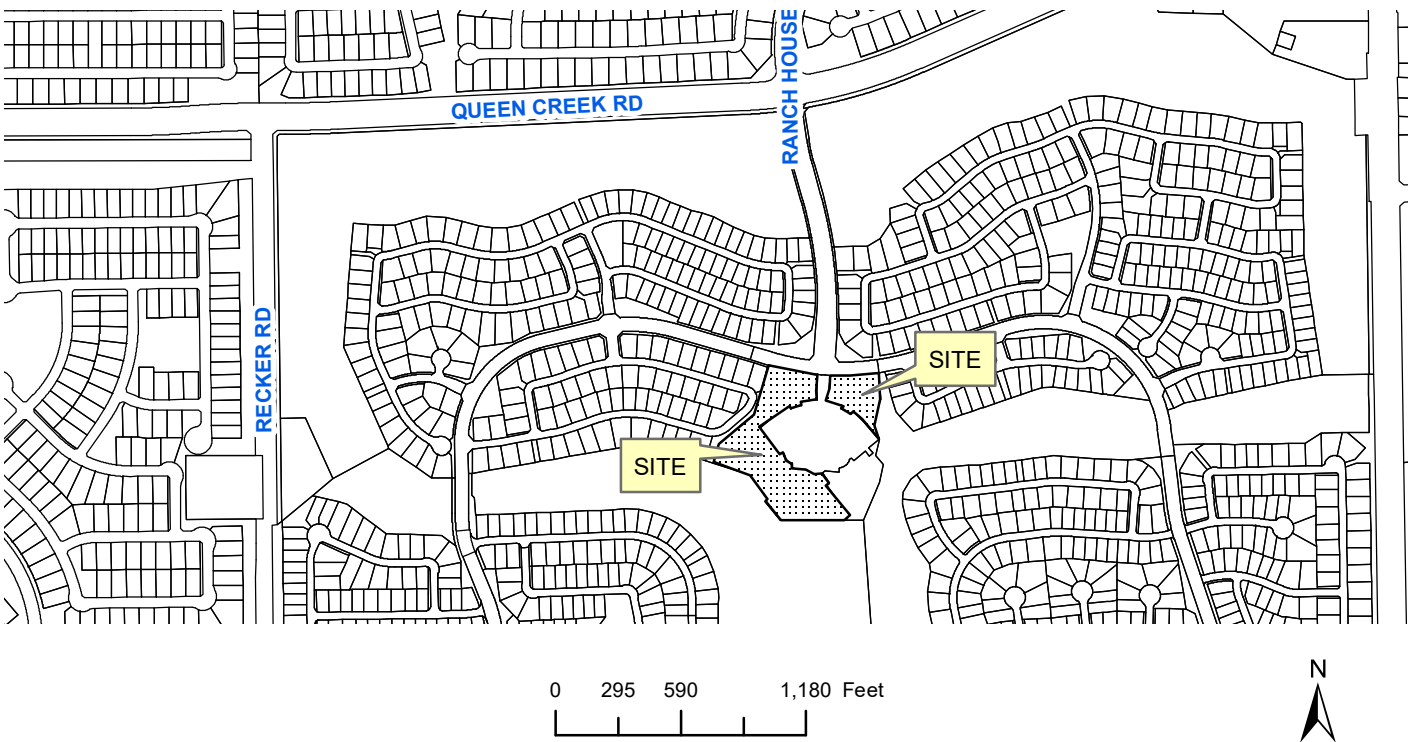 RANCH HOUSE
QUEEN CREEK RD
RECKER RD
SITE
SITE
0 295 590 1,180 Feet
N